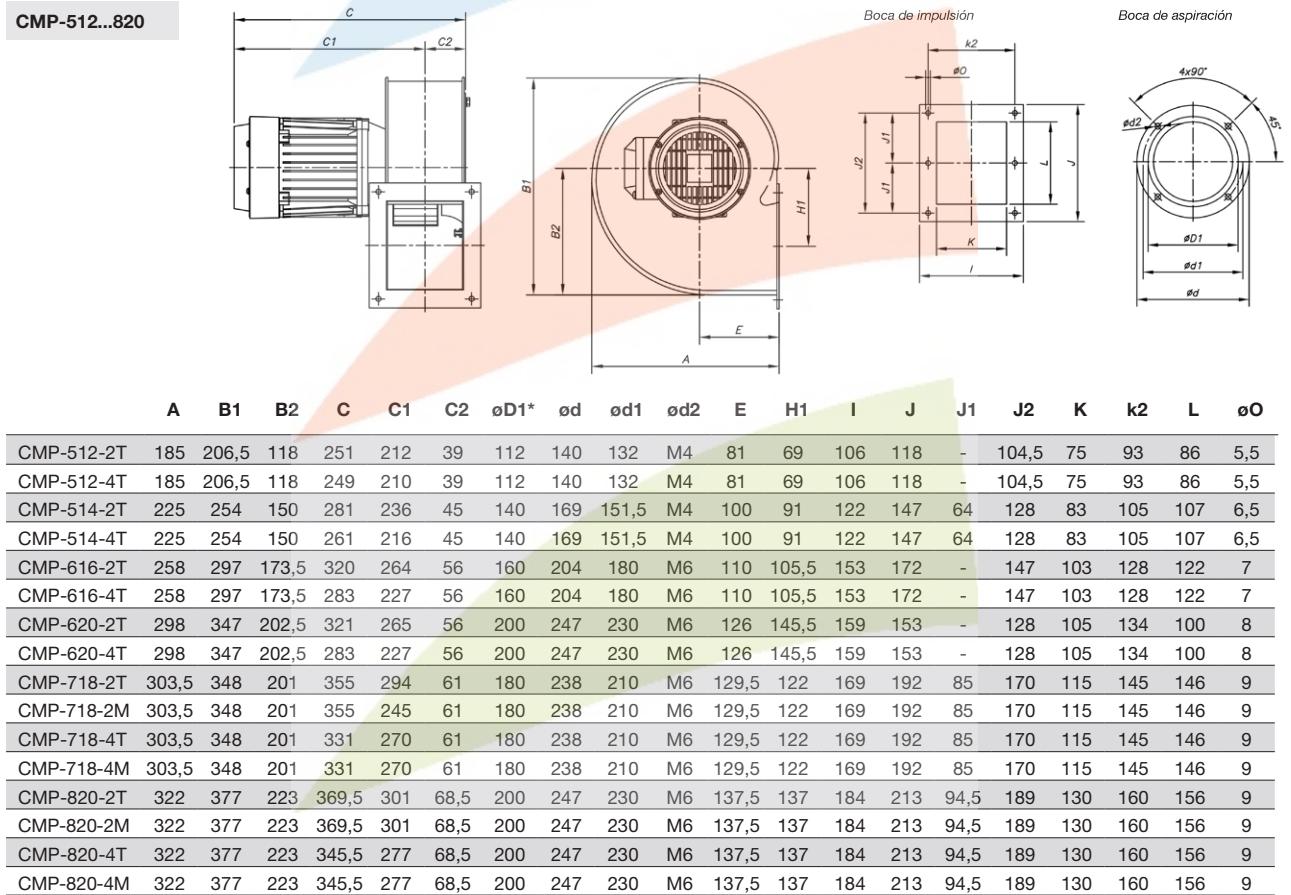 CMP-512...820
Boca de impulsión
Boca de aspiración
C
C1
C2
B1
B2
H1
E
A
k2
øO
J2
J1
J1
L
J
K
I
4x90°
45°
ød2
øD1
ød1
ød
A B1 B2 C C1 C2 øD1* ød ød1 ød2 E H1 I J J1 J2 K k2 L øO
CMP-512-2T 185 206,5 118 251 212 39 112 140 132 M4 81 69 106 118 - 104,5 75 93 86 5,5
CMP-512-4T 185 206,5 118 249 210 39 112 140 132 M4 81 69 106 118 - 104,5 75 93 86 5,5
CMP-514-2T 225 254 150 281 236 45 140 169 151,5 M4 100 91 122 147 64 128 83 105 107 6,5
CMP-514-4T 225 254 150 261 216 45 140 169 151,5 M4 100 91 122 147 64 128 83 105 107 6,5
CMP-616-2T 258 297 173,5 320 264 56 160 204 180 M6 110 105,5 153 172 - 147 103 128 122 7
CMP-616-4T 258 297 173,5 283 227 56 160 204 180 M6 110 105,5 153 172 - 147 103 128 122 7
CMP-620-2T 298 347 202,5 321 265 56 200 247 230 M6 126 145,5 159 153 - 128 105 134 100 8
CMP-620-4T 298 347 202,5 283 227 56 200 247 230 M6 126 145,5 159 153 - 128 105 134 100 8
CMP-718-2T 303,5 348 201 355 294 61 180 238 210 M6 129,5 122 169 192 85 170 115 145 146 9
CMP-718-2M 303,5 348 201 355 245 61 180 238 210 M6 129,5 122 169 192 85 170 115 145 146 9
CMP-718-4T 303,5 348 201 331 270 61 180 238 210 M6 129,5 122 169 192 85 170 115 145 146 9
CMP-718-4M 303,5 348 201 331 270 61 180 238 210 M6 129,5 122 169 192 85 170 115 145 146 9
CMP-820-2T 322 377 223 369,5 301 68,5 200 247 230 M6 137,5 137 184 213 94,5 189 130 160 156 9
CMP-820-2M 322 377 223 369,5 301 68,5 200 247 230 M6 137,5 137 184 213 94,5 189 130 160 156 9
CMP-820-4T 322 377 223 345,5 277 68,5 200 247 230 M6 137,5 137 184 213 94,5 189 130 160 156 9
CMP-820-4M 322 377 223 345,5 277 68,5 200 247 230 M6 137,5 137 184 213 94,5 189 130 160 156 9